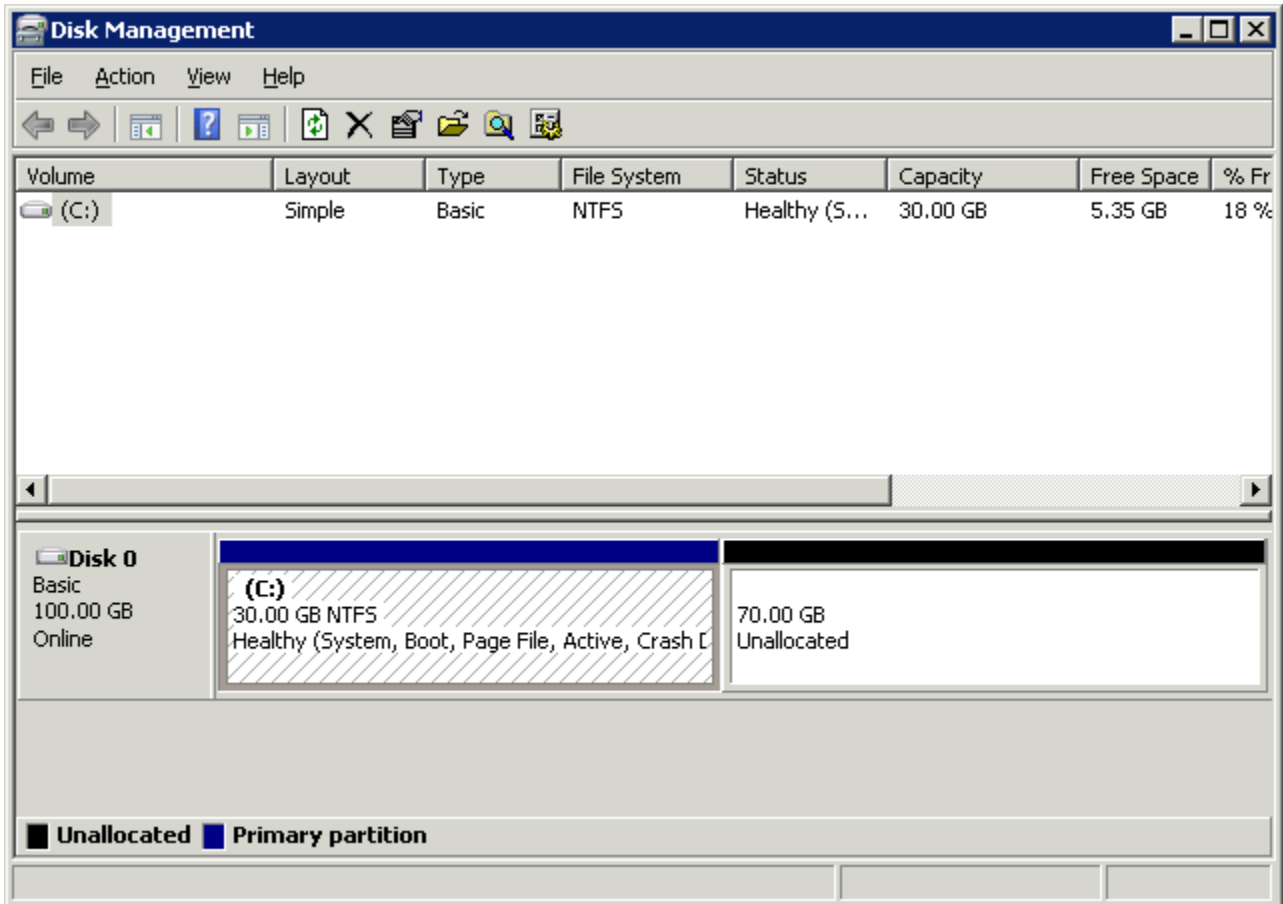 Disk Management
File Action View Help
Volume Layout Type File System Status Capacity Free Space % Fr
(C:) Simple Basic NTFS Healthy (S... 30.00 GB 5.35 GB 18 %
Disk 0
Basic
100.00 GB
Online
(C:)
30.00 GB NTFS
Healthy (System, Boot, Page File, Active, Crash D
70.00 GB
Unallocated
Unallocated Primary partition